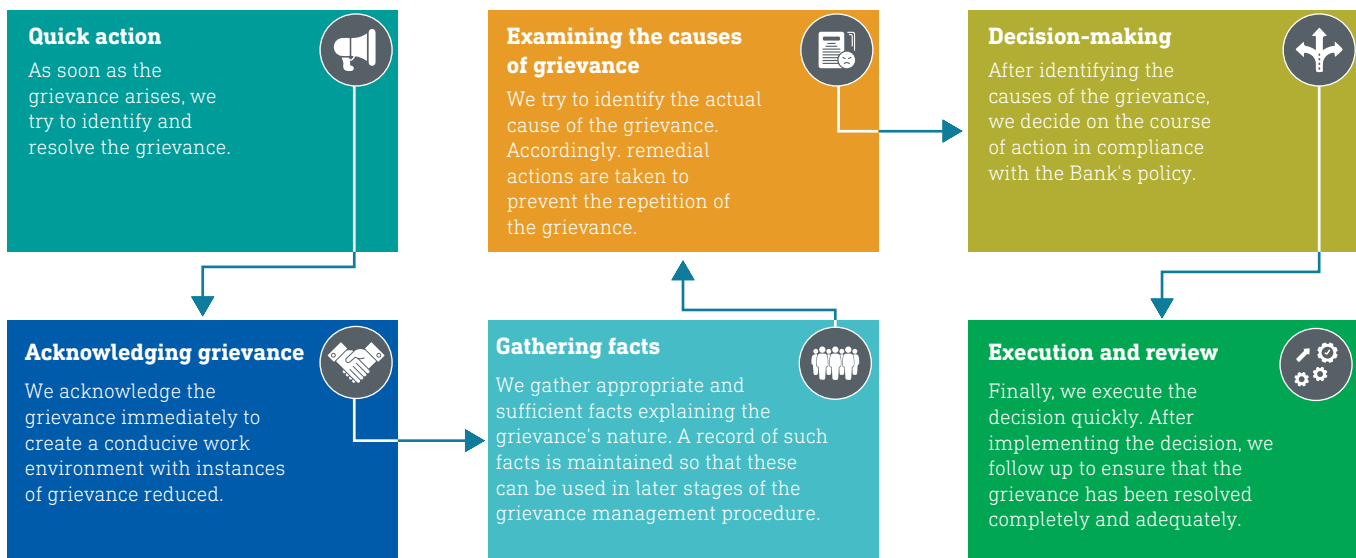 Quick action
As soon as the
grievance arises, we
try to identify and
resolve the grievance.
Acknowledging grievance
We acknowledge the
grievance immediately to
create a conducive work
environment with instances
of grievance reduced.
Gathering facts
We gather appropriate and
sufficient facts explaining the
grievance's nature. A record of such
facts is maintained so that these
can be used in later stages of the
grievance management procedure.
Examining the causes
of grievance
We try to identify the actual
cause of the grievance.
Accordingly. remedial
actions are taken to
prevent the repetition of
the grievance.
Decision-making
After identifying the
causes of the grievance,
we decide on the course
of action in compliance
with the Bank's policy.
Execution and review
Finally, we execute the
decision quickly. After
implementing the decision, we
follow up to ensure that the
grievance has been resolved
completely and adequately.